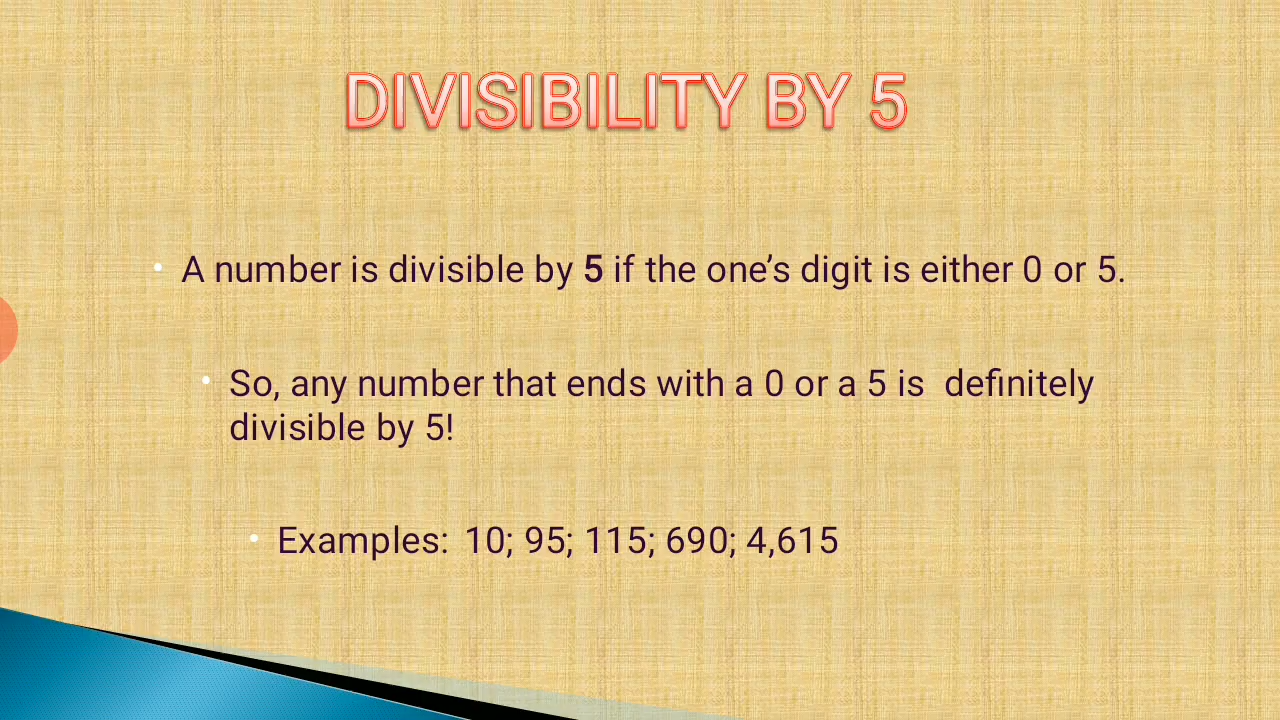 DIVISIBILITY BY 5
• A number is divisible by 5 if the one’s digit is either 0 or 5.
• So, any number that ends with a 0 or a 5 is  definitely
divisible by 5!
• Examples:  10; 95; 115; 690; 4,615